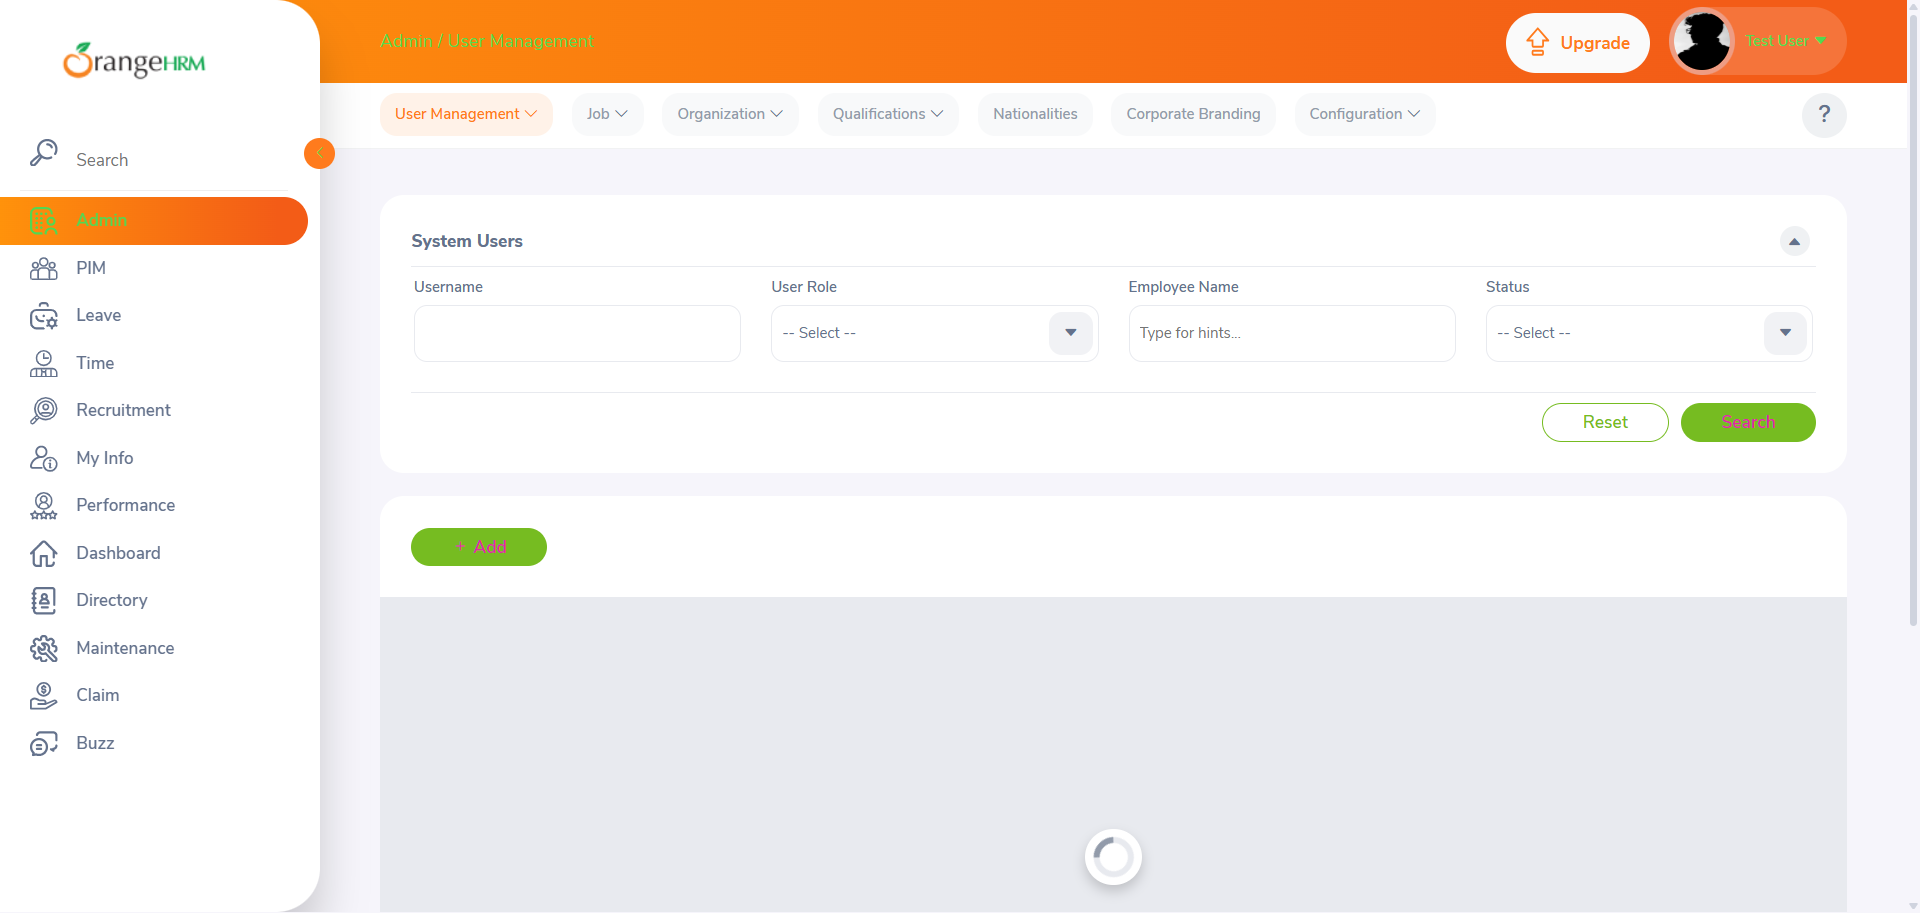 OrangeHRM
Admin / User Management
Upgrade
Test User
User Management
Job
Organization
Qualifications
Nationalities
Corporate Branding
Configuration
?
Search
Admin
PIM
Leave
Time
Recruitment
My Info
Performance
Dashboard
Directory
Maintenance
Claim
Buzz
System Users
Username
User Role
Employee Name
Status
-- Select --
Type for hints...
-- Select --
Reset
Search
+ Add